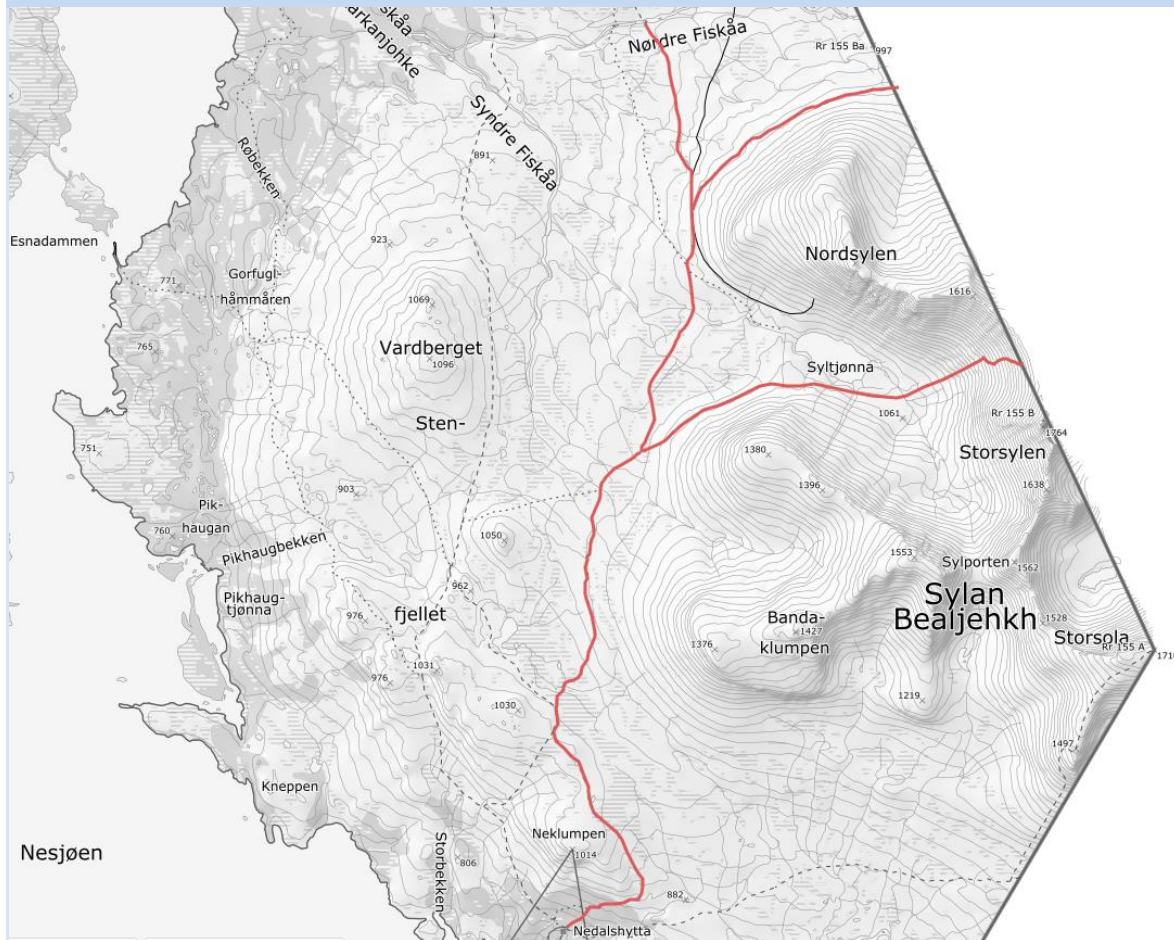 Nørdre Fiskåa
Rr 155 Ba
997
Syndre Fiskåa
891
Røbekken
Esnadammen
923
Nordsylen
Gorfugl-
håmmåren
771
1069
1616
765
Vardberget
1096
Syltjønna
Sten-
1061
Rr 155 B
1764
751
1380
Storsylen
903
1396
1638
Pik-
haugan
760
1050
Pikhaugbekken
1553
Sylporten
1562
962
Pikhaug-
tjønna
976
fjellet
Sylan
Bealjehkh
Banda-
klumpen
1427
1528
Storsola
Rr 155 A
1376
1031
976
1219
1030
1497
Kneppen
Neklumpen
1014
Nesjøen
Storbekken
806
882
Nedalshytta